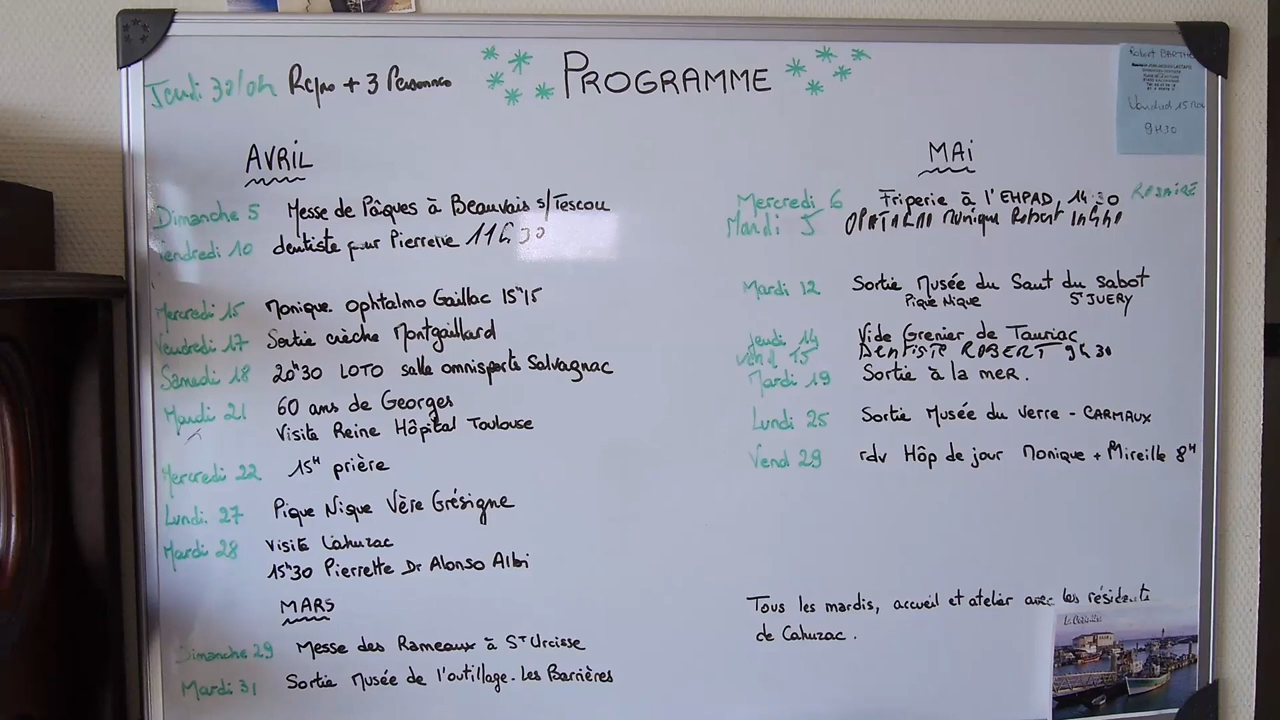 PROGRAMME
Jeudi 30/04 Repas + 3 Personnes
AVRIL
Dimanche 5 Messe de Pâques à Beauvais s/Tescou
Vendredi 10 dentiste pour Pierrette 11h30
Mercredi 15 Monique. Ophtalmo Gaillac 15H15
Vendredi 17 Sortie crèche Montgaillard
Samedi 18 20H30 LOTO salle omnisports Salvagnac
Mardi 21 60 ans de Georges
Visite Reine Hôpital Toulouse
Mercredi 22 15H prière
Lundi. 27 Pique Nique Vère Grésigne
Mardi 28 Visite Cahuzac
15H30 Pierrette Dr Alonso Albi
MARS
Dimanche 29 Messe des Rameaux à ST Urcisse
Mardi 31 Sortie Musée de l'outillage. Les Barrières
MAi
Mercredi 6 Friperie à l'EHPAD, 14:30 ROSAIRE
Mardi 5 Monique Robert
Mardi 12 Sortie Musée du Saut du Sabot
Pique Nique ST JUERY
Jeudi 14 Vide Grenier de Tauriac
Vend 15 DENTISTE ROBERT 9h30
Mardi 19 Sortie à la mer.
Lundi 25 Sortie Musée du Verre - CARMAUX
Vend 29 rdv Hôp de jour Monique + Mireille 8H
Tous les mardis, accueil et atelier avec les résidents
de Cahuzac.
Robert
Vendredi 15 Mai
9H30